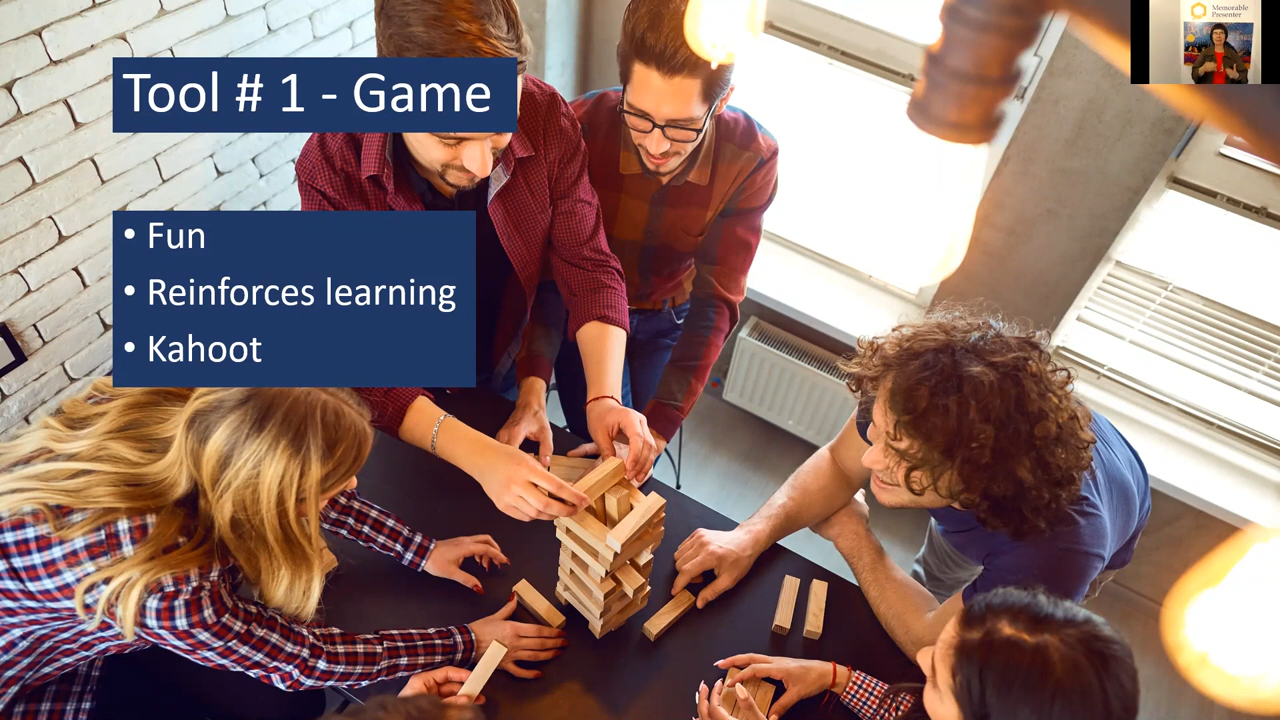 Tool # 1 - Game
• Fun
• Reinforces learning
• Kahoot
Memorable
Presenter